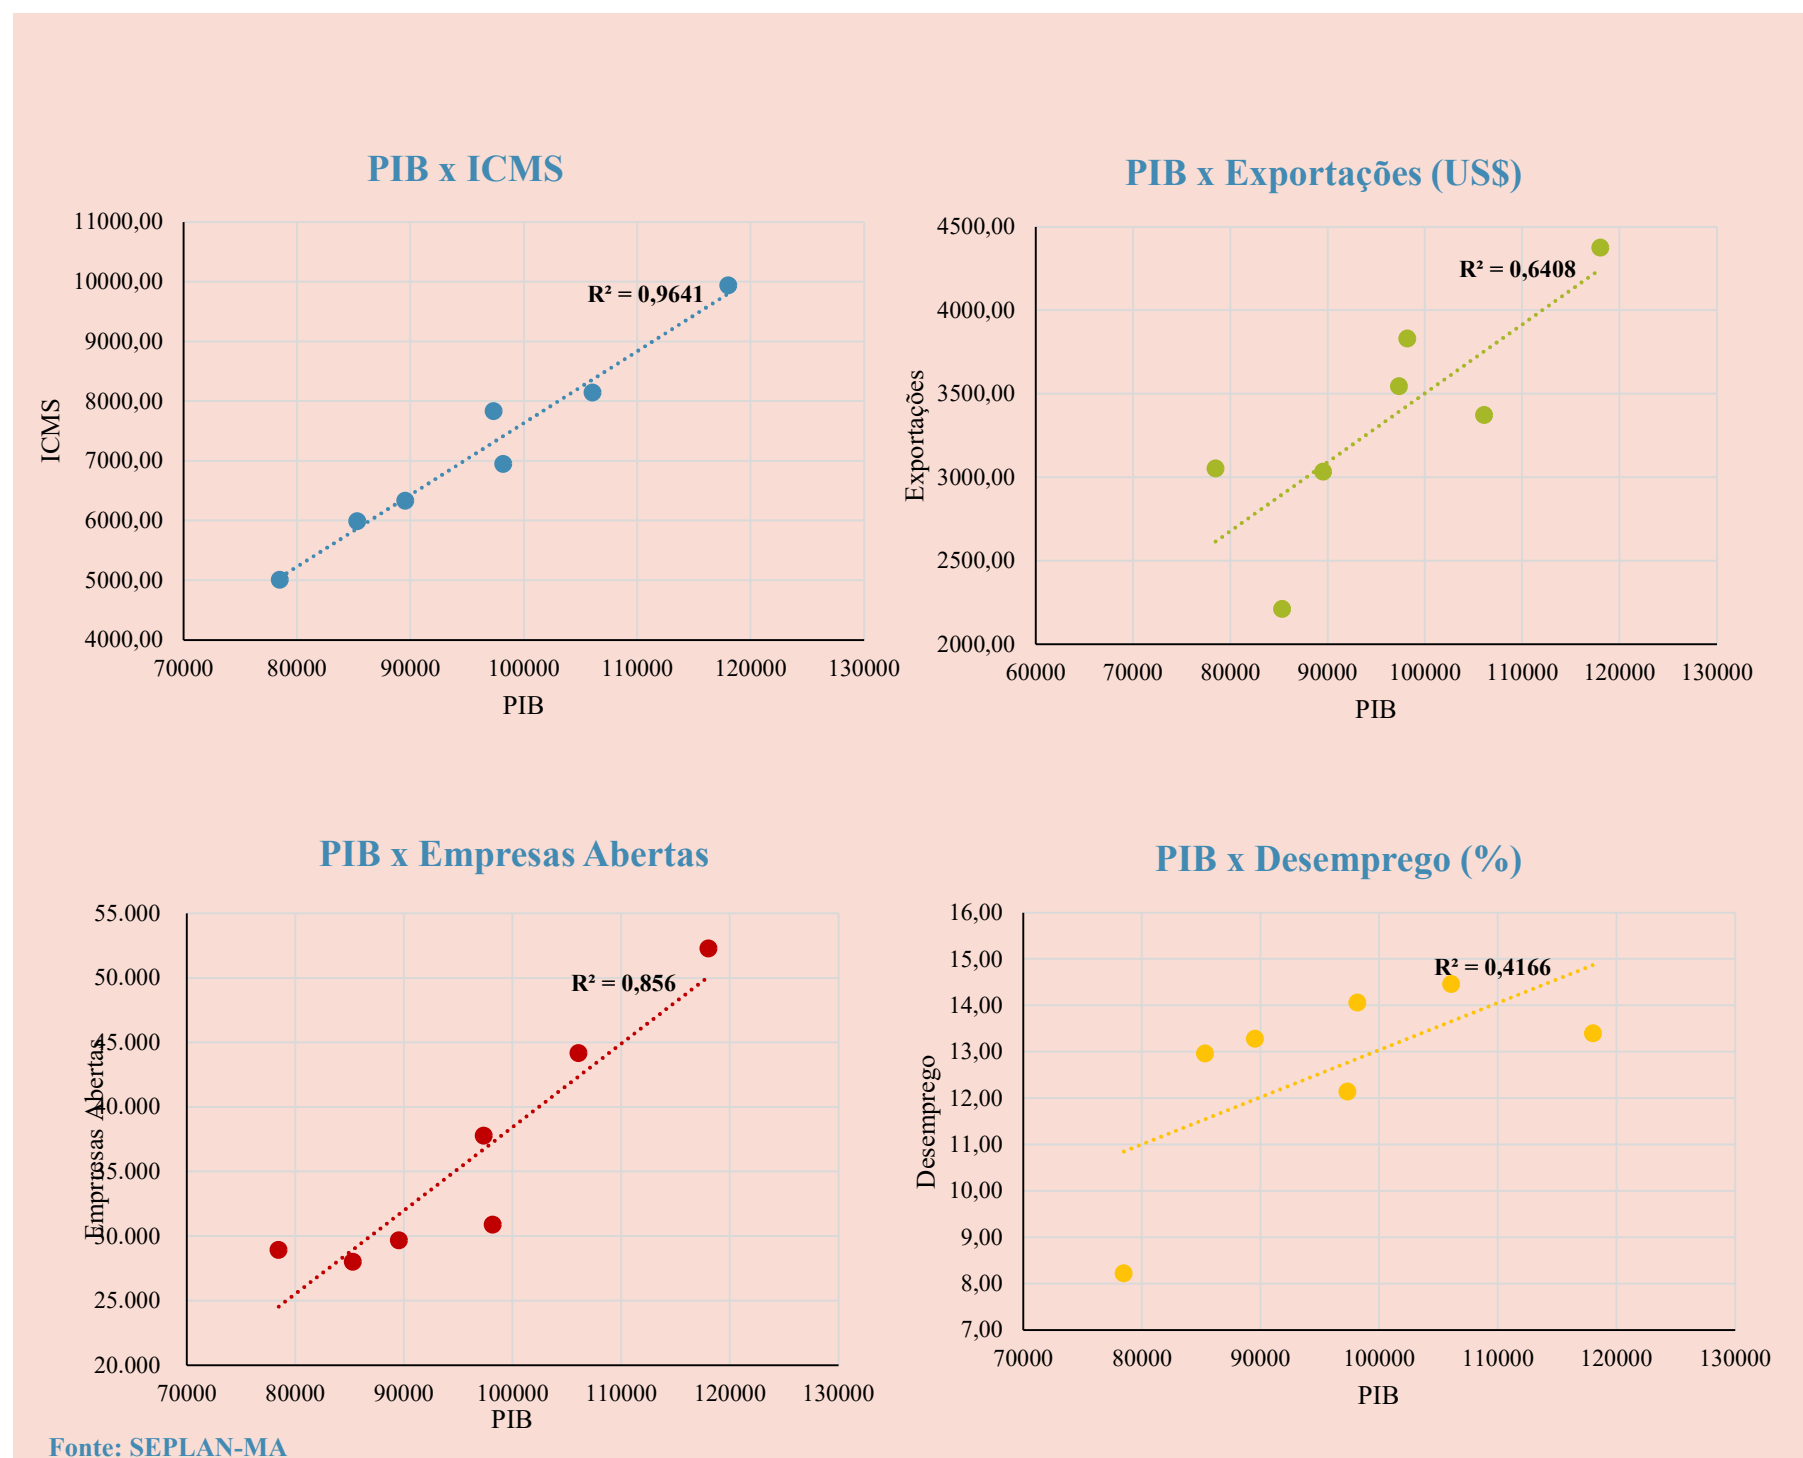 PIB x ICMS
11000,00
10000,00
9000,00
8000,00
7000,00
6000,00
5000,00
4000,00
ICMS
R² = 0,9641
70000 80000 90000 100000 110000 120000 130000
PIB
PIB x Exportações (US$)
4500,00
4000,00
3500,00
3000,00
2500,00
2000,00
Exportações
R² = 0,6408
60000 70000 80000 90000 100000 110000 120000 130000
PIB
PIB x Empresas Abertas
55.000
50.000
45.000
40.000
35.000
30.000
25.000
20.000
Empresas Abertas
R² = 0,856
70000 80000 90000 100000 110000 120000 130000
PIB
PIB x Desemprego (%)
16,00
15,00
14,00
13,00
12,00
11,00
10,00
9,00
8,00
7,00
Desemprego
R² = 0,4166
70000 80000 90000 100000 110000 120000 130000
PIB
Fonte: SEPLAN-MA